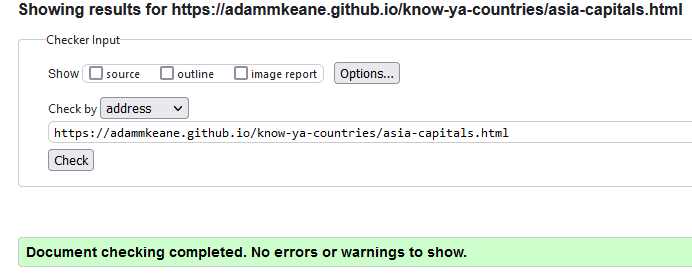 Showing results for https://adammkeane.github.io/know-ya-countries/asia-capitals.html
Checker Input
Show source outline image report Options...
Check by address
https://adammkeane.github.io/know-ya-countries/asia-capitals.html
Check
Document checking completed. No errors or warnings to show.